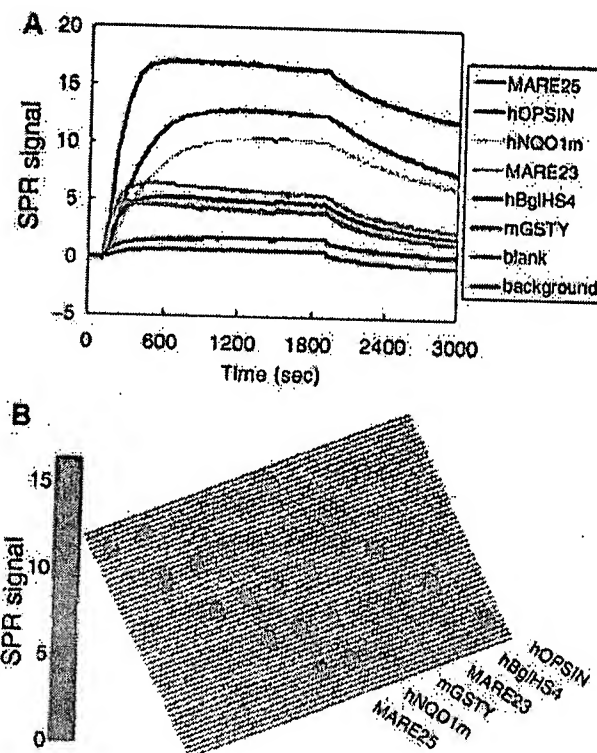 A
20
15
10
5
0
-5
SPR signal
0 600 1200 1800 2400 3000
Time (sec)
MARE25
hOPSIN
hNQO1m
MARE23
hBglHS4
mGSTY
blank
background
B
15
10
5
0
SPR signal
hOPSIN
hBglHS4
MARE23
mGSTY
hNQO1m
MARE25